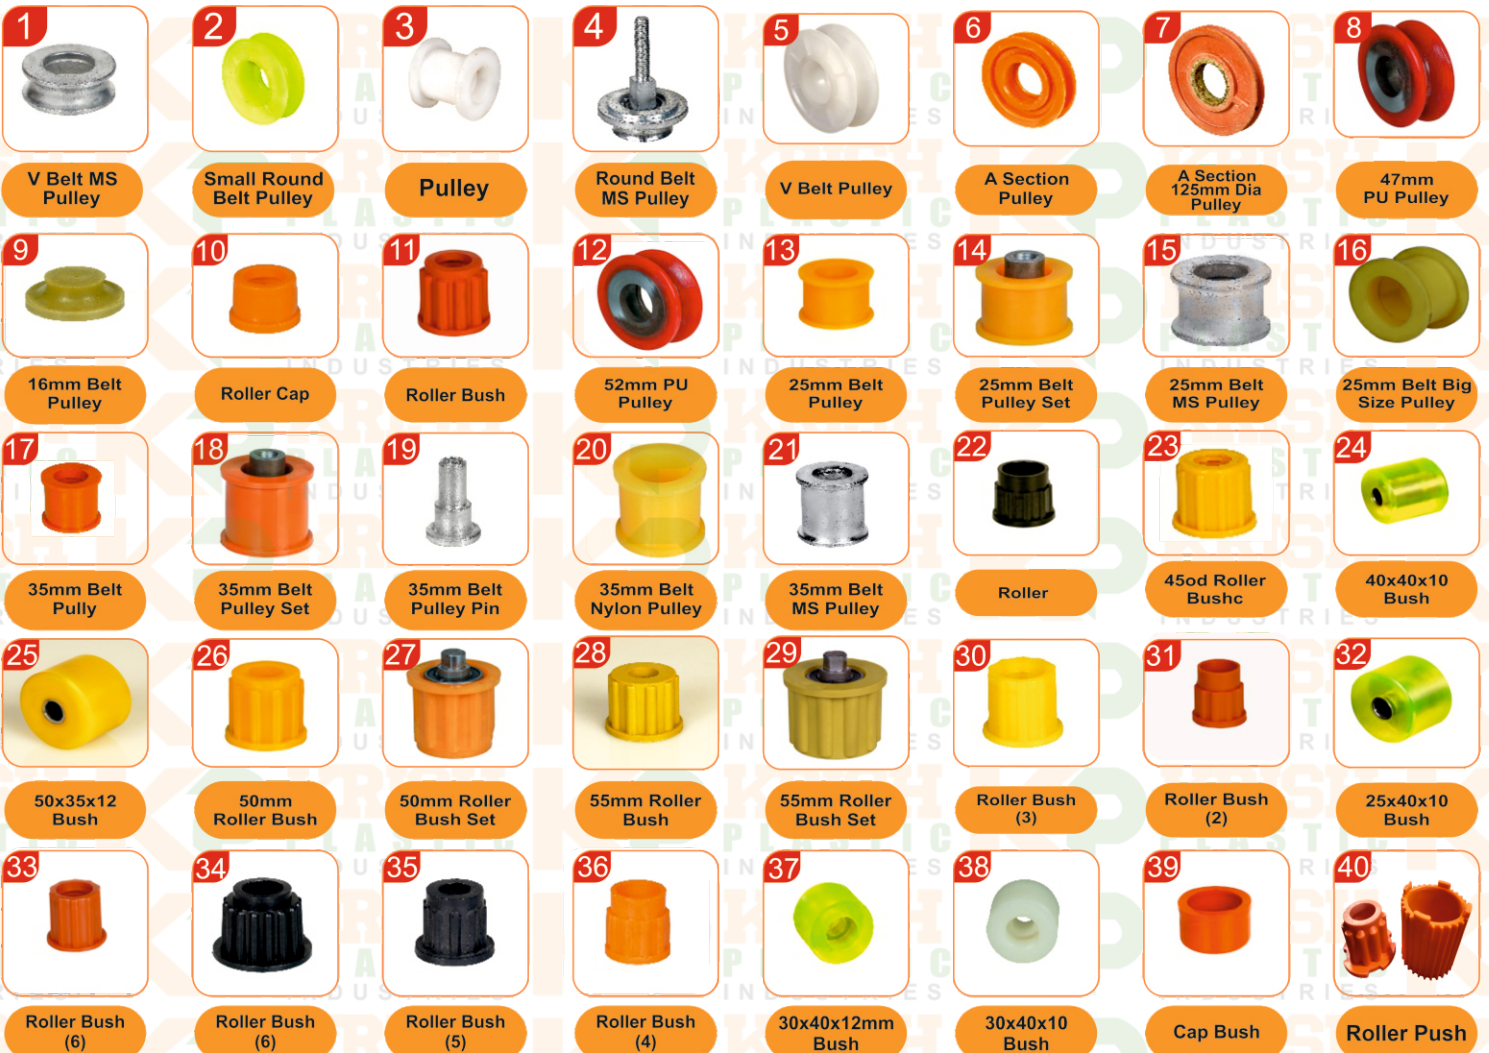 1
2
3
4
5
6
7
8
V Belt MS
Pulley
Small Round
Belt Pulley
Pulley
Round Belt
MS Pulley
V Belt Pulley
A Section
Pulley
A Section
125mm Dia
Pulley
47mm
PU Pulley
9
10
11
12
13
14
15
16
16mm Belt
Pulley
Roller Cap
Roller Bush
52mm PU
Pulley
25mm Belt
Pulley
25mm Belt
Pulley Set
25mm Belt
MS Pulley
25mm Belt Big
Size Pulley
17
18
19
20
21
22
23
24
35mm Belt
Pully
35mm Belt
Pulley Set
35mm Belt
Pulley Pin
35mm Belt
Nylon Pulley
35mm Belt
MS Pulley
Roller
45od Roller
Bushc
40x40x10
Bush
25
26
27
28
29
30
31
32
50x35x12
Bush
50mm
Roller Bush
50mm Roller
Bush Set
55mm Roller
Bush
55mm Roller
Bush Set
Roller Bush
(3)
Roller Bush
(2)
25x40x10
Bush
33
34
35
36
37
38
39
40
Roller Bush
(6)
Roller Bush
(6)
Roller Bush
(5)
Roller Bush
(4)
30x40x12mm
Bush
30x40x10
Bush
Cap Bush
Roller Push
KRISH
PLASTIC
INDUSTRIES